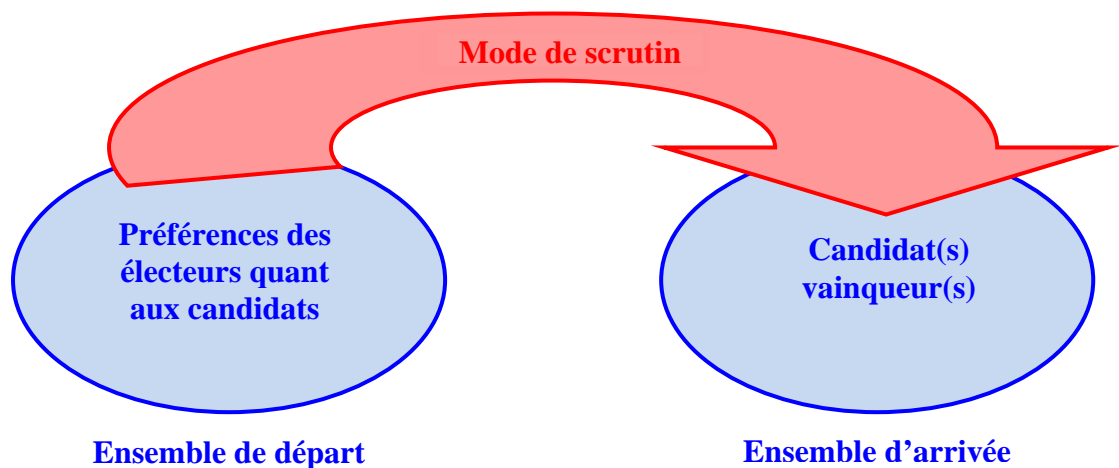 Mode de scrutin
Préférences des
électeurs quant
aux candidats
Candidat(s)
vainqueur(s)
Ensemble de départ
Ensemble d’arrivée